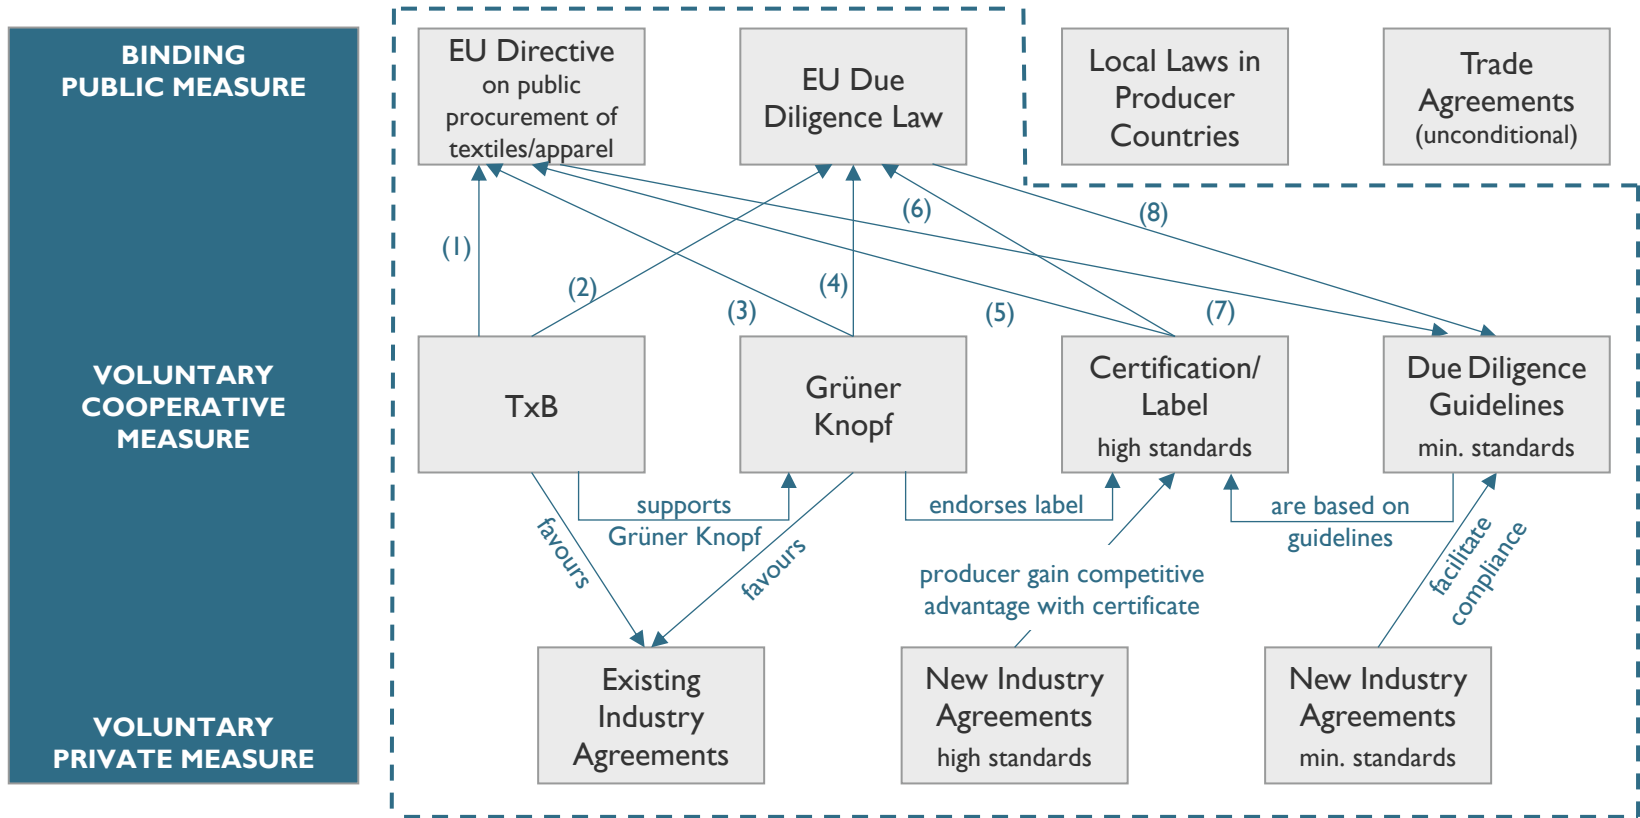 BINDING
PUBLIC MEASURE
EU Directive
on public
procurement of
textiles/apparel
EU Due
Diligence Law
Local Laws in
Producer
Countries
Trade
Agreements
(unconditional)
(1)
(2)
(3)
(4)
(5)
(6)
(7)
(8)
VOLUNTARY
COOPERATIVE
MEASURE
TxB
Grüner
Knopf
Certification/
Label
high standards
Due Diligence
Guidelines
min. standards
supports
Grüner Knopf
endorses label
are based on
guidelines
favours
favours
producer gain competitive
advantage with certificate
facilitate
compliance
VOLUNTARY
PRIVATE MEASURE
Existing
Industry
Agreements
New Industry
Agreements
high standards
New Industry
Agreements
min. standards